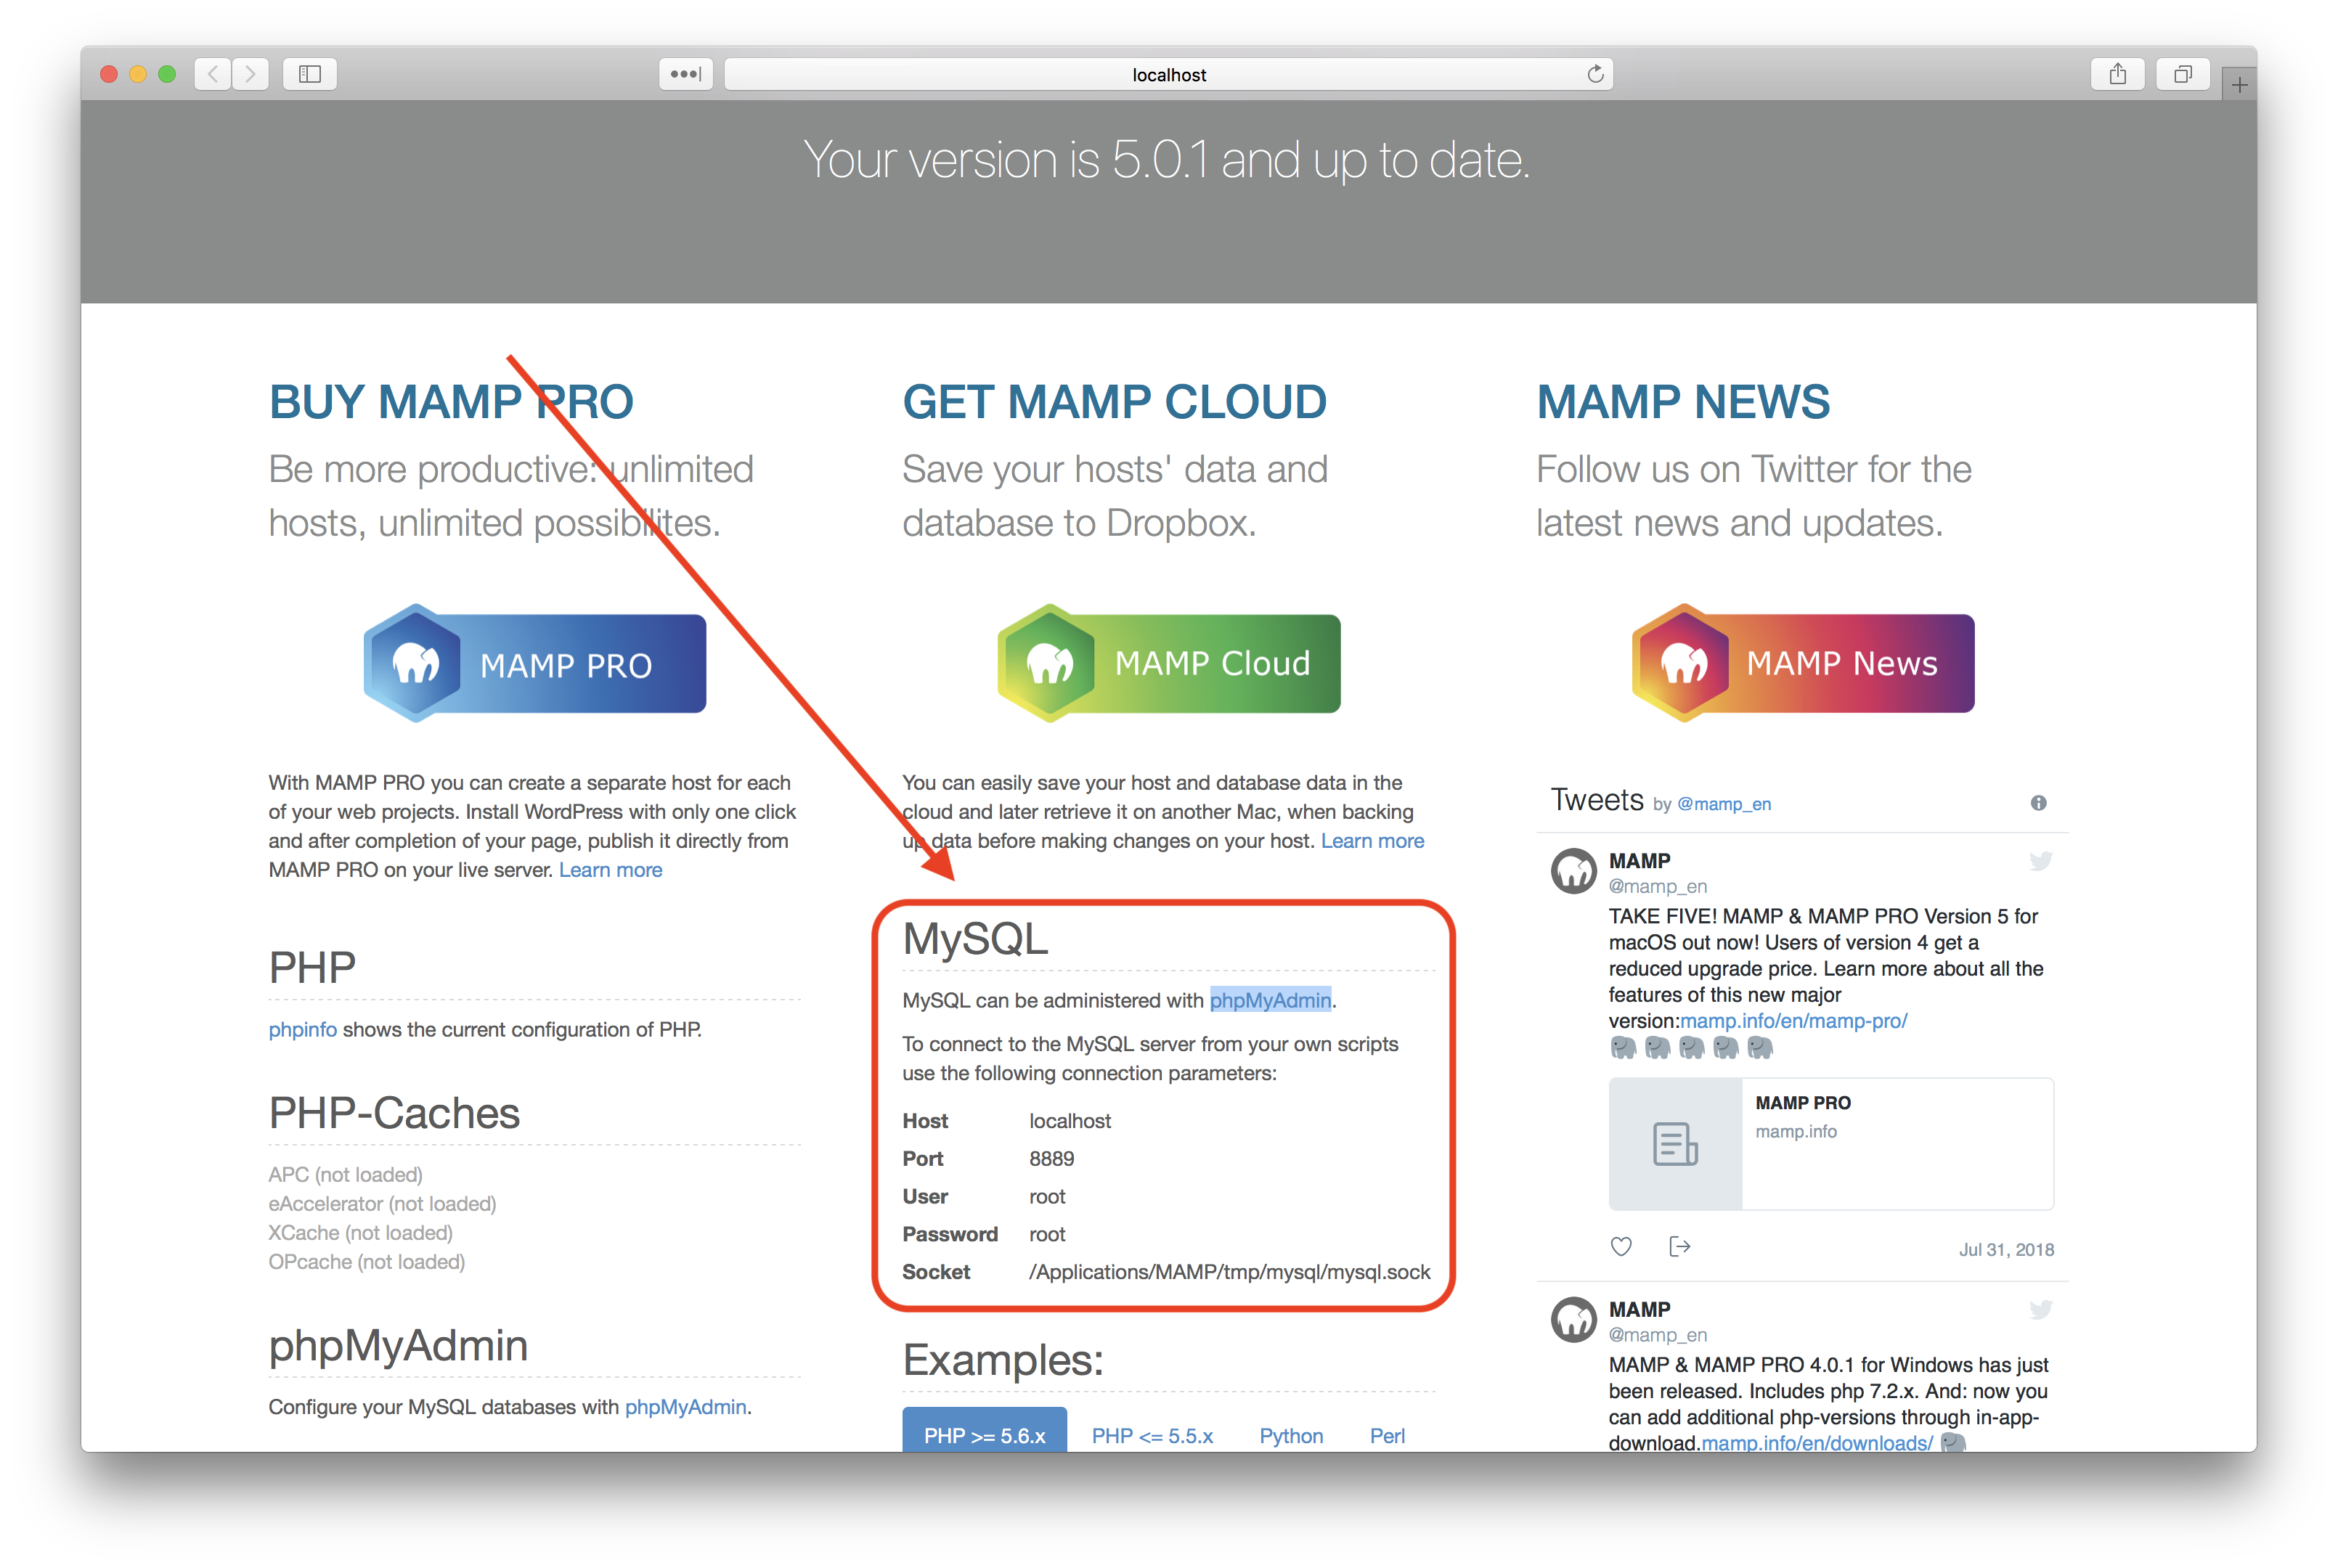 localhost
Your version is 5.0.1 and up to date.
BUY MAMP PRO
Be more productive: unlimited
hosts, unlimited possibilites.
MAMP PRO
With MAMP PRO you can create a separate host for each
of your web projects. Install WordPress with only one click
and after completion of your page, publish it directly from
MAMP PRO on your live server. Learn more
PHP
phpinfo shows the current configuration of PHP.
PHP-Caches
APC (not loaded)
eAccelerator (not loaded)
XCache (not loaded)
OPcache (not loaded)
phpMyAdmin
Configure your MySQL databases with phpMyAdmin.
GET MAMP CLOUD
Save your hosts' data and
database to Dropbox.
MAMP Cloud
You can easily save your host and database data in the
cloud and later retrieve it on another Mac, when backing
up data before making changes on your host. Learn more
MySQL
MySQL can be administered with phpMyAdmin.
To connect to the MySQL server from your own scripts
use the following connection parameters:
Host localhost
Port 8889
User root
Password root
Socket /Applications/MAMP/tmp/mysql/mysql.sock
Examples:
PHP >= 5.6.x PHP <= 5.5.x Python Perl
MAMP NEWS
Follow us on Twitter for the
latest news and updates.
MAMP News
Tweets by @mamp_en
MAMP
@mamp_en
TAKE FIVE! MAMP & MAMP PRO Version 5 for
macOS out now! Users of version 4 get a
reduced upgrade price. Learn more about all the
features of this new major
version:mamp.info/en/mamp-pro/
MAMP PRO
mamp.info
Jul 31, 2018
MAMP
@mamp_en
MAMP & MAMP PRO 4.0.1 for Windows has just
been released. Includes php 7.2.x. And: now you
can add additional php-versions through in-app-
download.mamp.info/en/downloads/